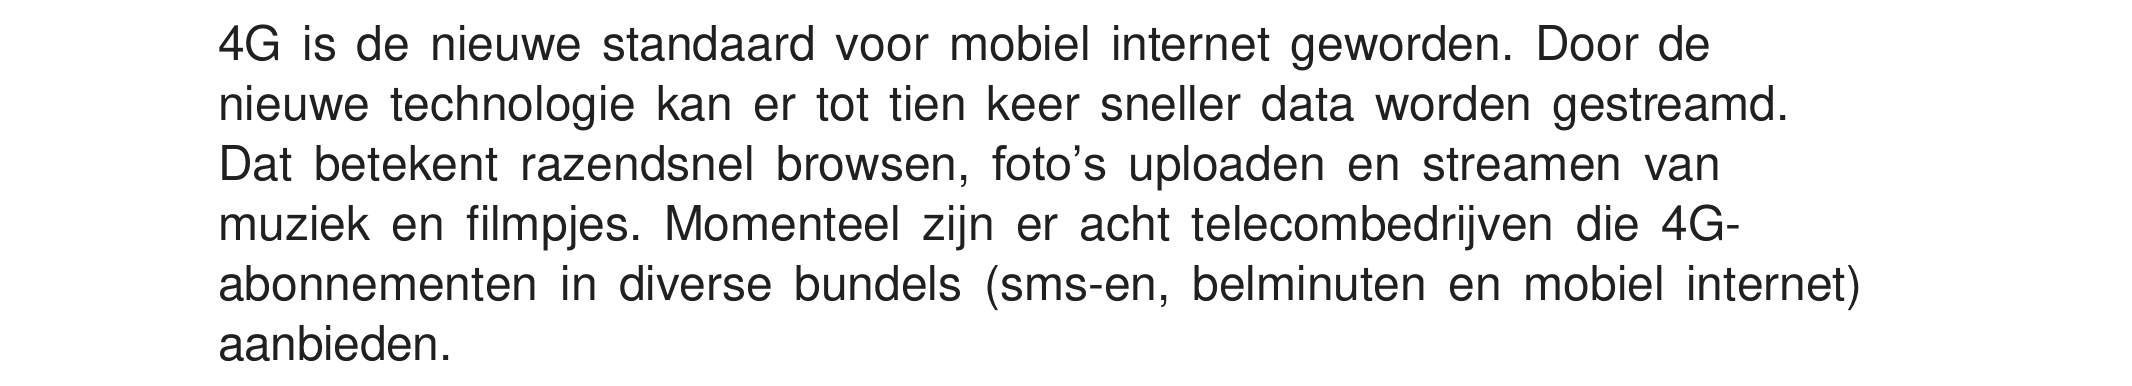 4G is de nieuwe standaard voor mobiel internet geworden. Door de
nieuwe technologie kan er tot tien keer sneller data worden gestreamd.
Dat betekent razendsnel browsen, foto’s uploaden en streamen van
muziek en filmpjes. Momenteel zijn er acht telecombedrijven die 4G-
abonnementen in diverse bundels (sms-en, belminuten en mobiel internet)
aanbieden.